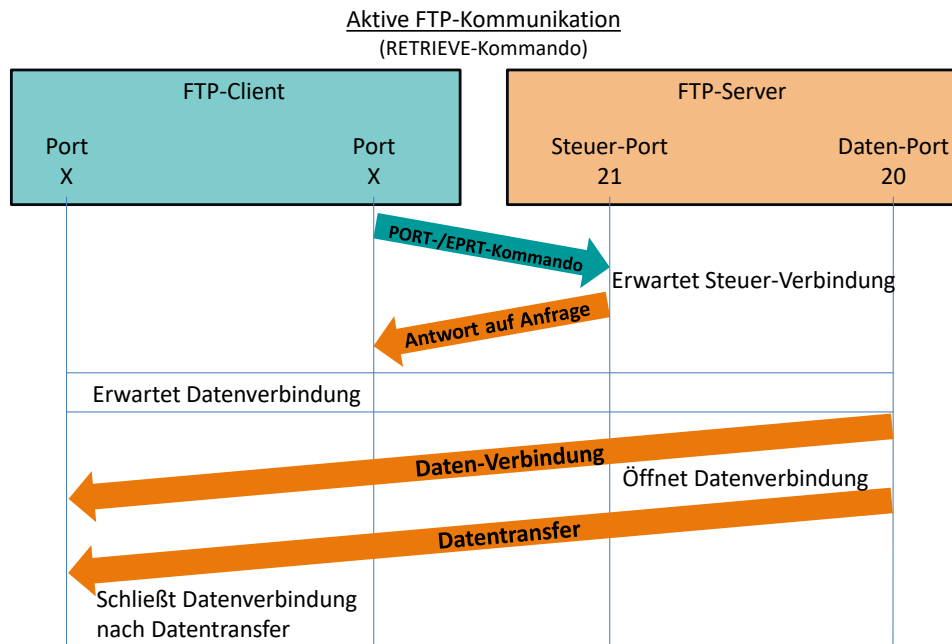 Aktive FTP-Kommunikation
(RETRIEVE-Kommando)
FTP-Client
FTP-Server
Port
X
Port
X
Steuer-Port
21
Daten-Port
20
PORT-/EPRT-Kommando
Erwartet Steuer-Verbindung
Antwort auf Anfrage
Erwartet Datenverbindung
Daten-Verbindung
Öffnet Datenverbindung
Datentransfer
Schließt Datenverbindung
nach Datentransfer